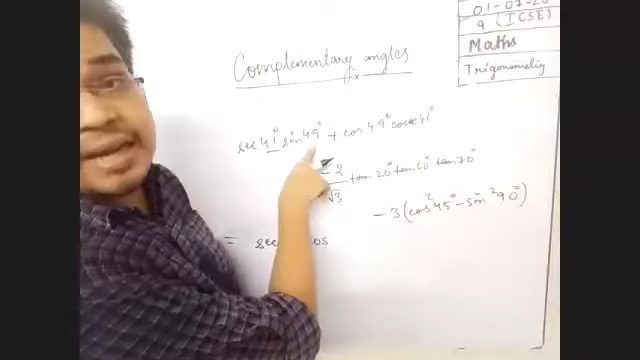 01-07-20
9 (ICSE)
Maths
Trigonometry
Complementary angles
sec 41° sin 49° + cos 49° cosec 41°
- 2
√3 tan 20° tan 60° tan 70°
- 3 (cos² 45° - sin² 90°)
= sec os